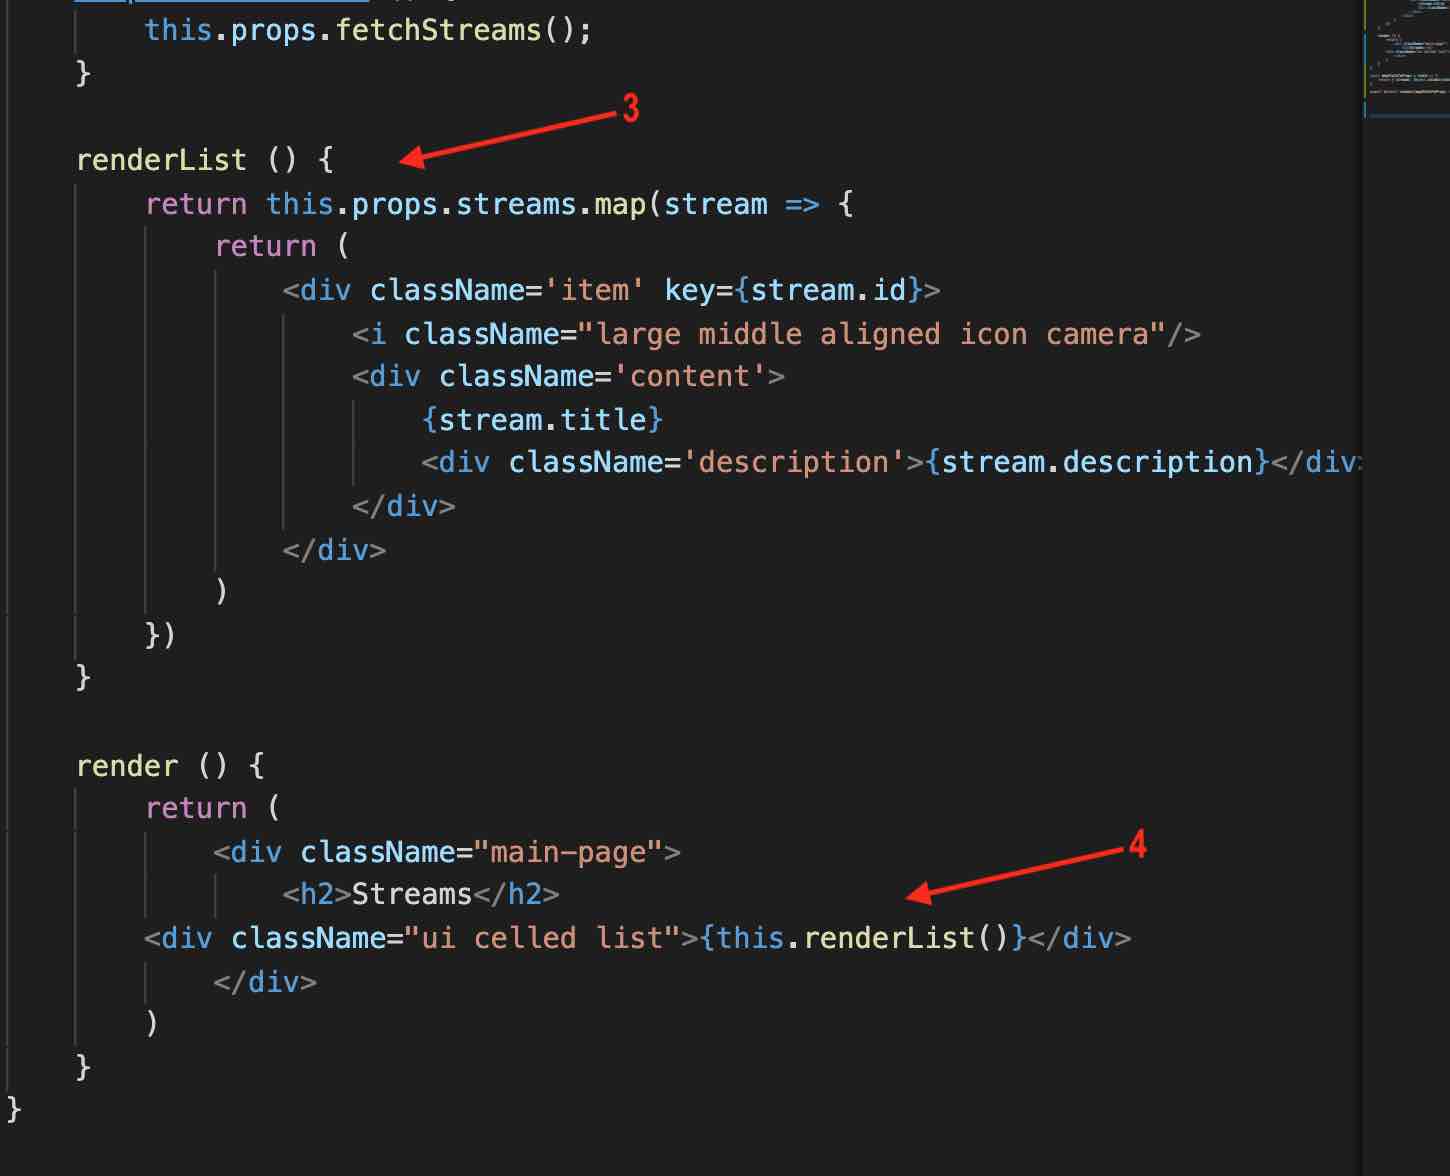 this.props.fetchStreams();
}
3
renderList () {
return this.props.streams.map(stream => {
return (
<div className='item' key={stream.id}>
<i className="large middle aligned icon camera"/>
<div className='content'>
{stream.title}
<div className='description'>{stream.description}</div>
</div>
</div>
)
})
}
render () {
return (
<div className="main-page">
4
<h2>Streams</h2>
<div className="ui celled list">{this.renderList()}</div>
</div>
)
}
}